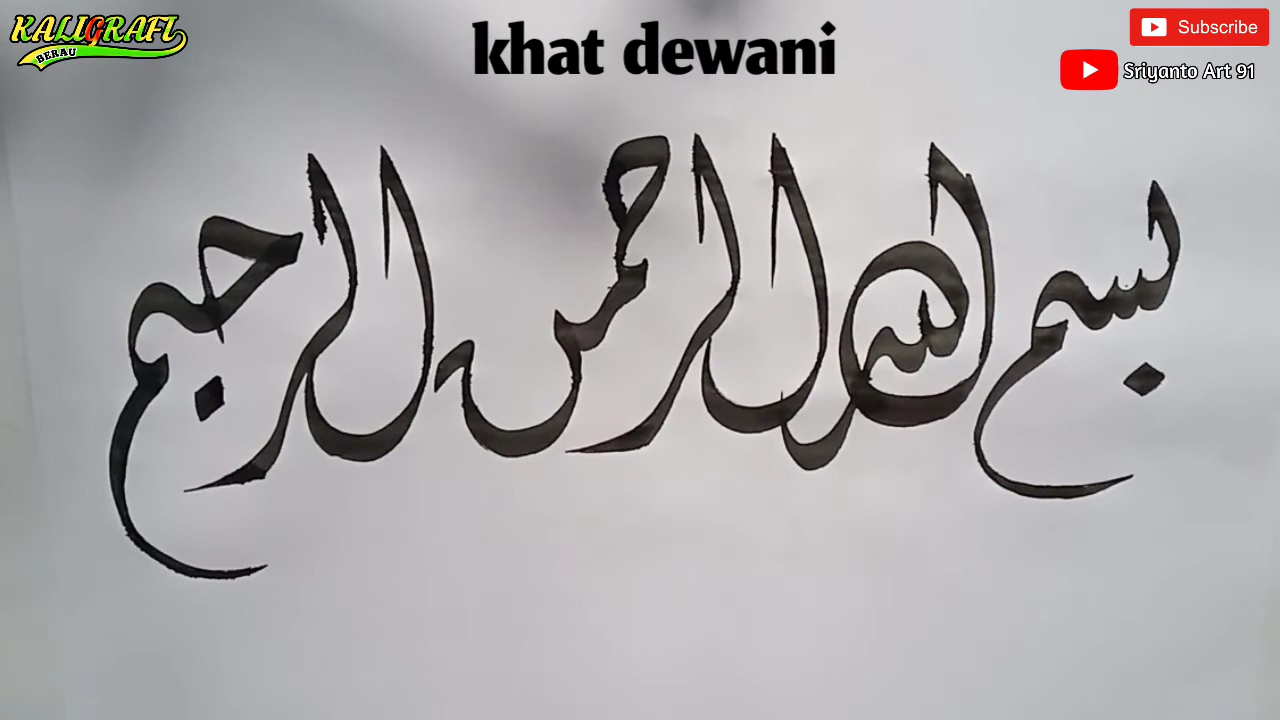 KALIGRAFI
BERAU
khat dewani
Subscribe
Sriyanto Art 91
بسم الله الرحمن الرحيم